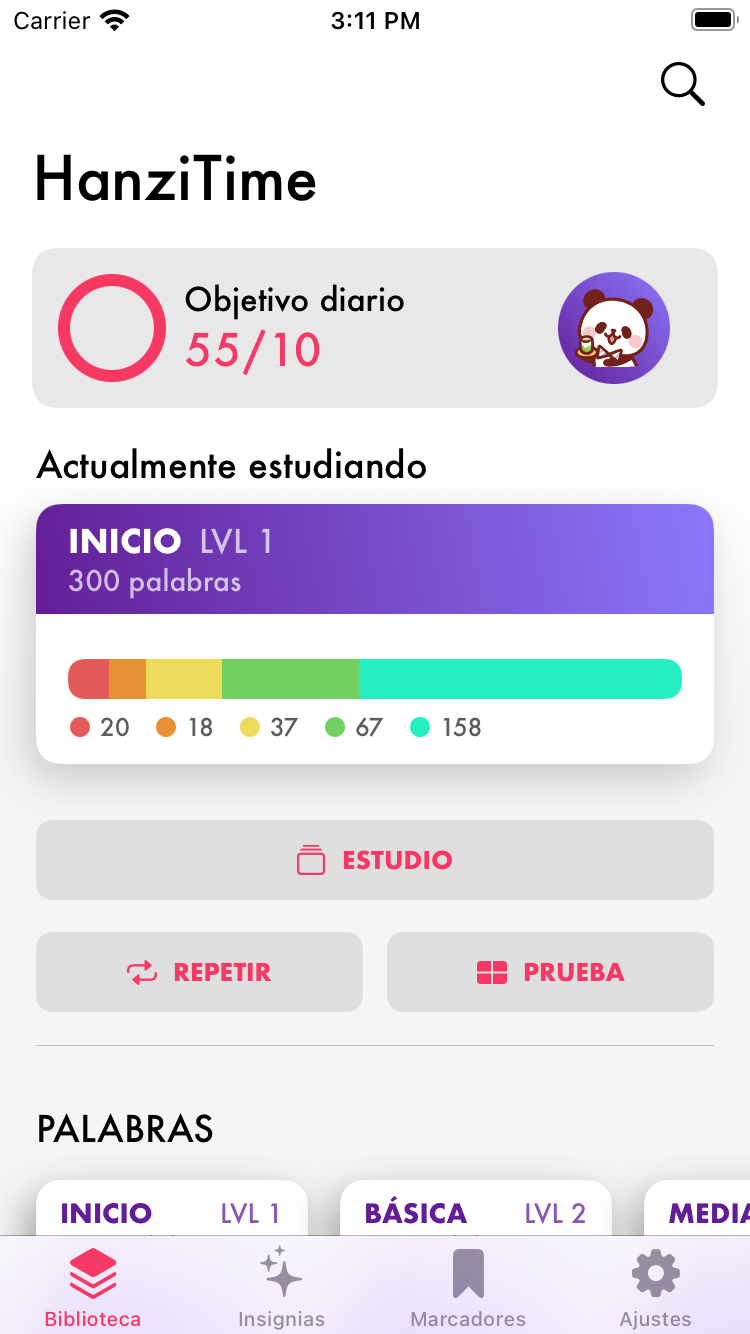 Carrier 3:11 PM
HanziTime
Objetivo diario
55/10
Actualmente estudiando
INICIO LVL 1
300 palabras
20 18 37 67 158
ESTUDIO
REPETIR PRUEBA
PALABRAS
INICIO LVL 1 BÁSICA LVL 2
Biblioteca Insignias Marcadores Ajustes